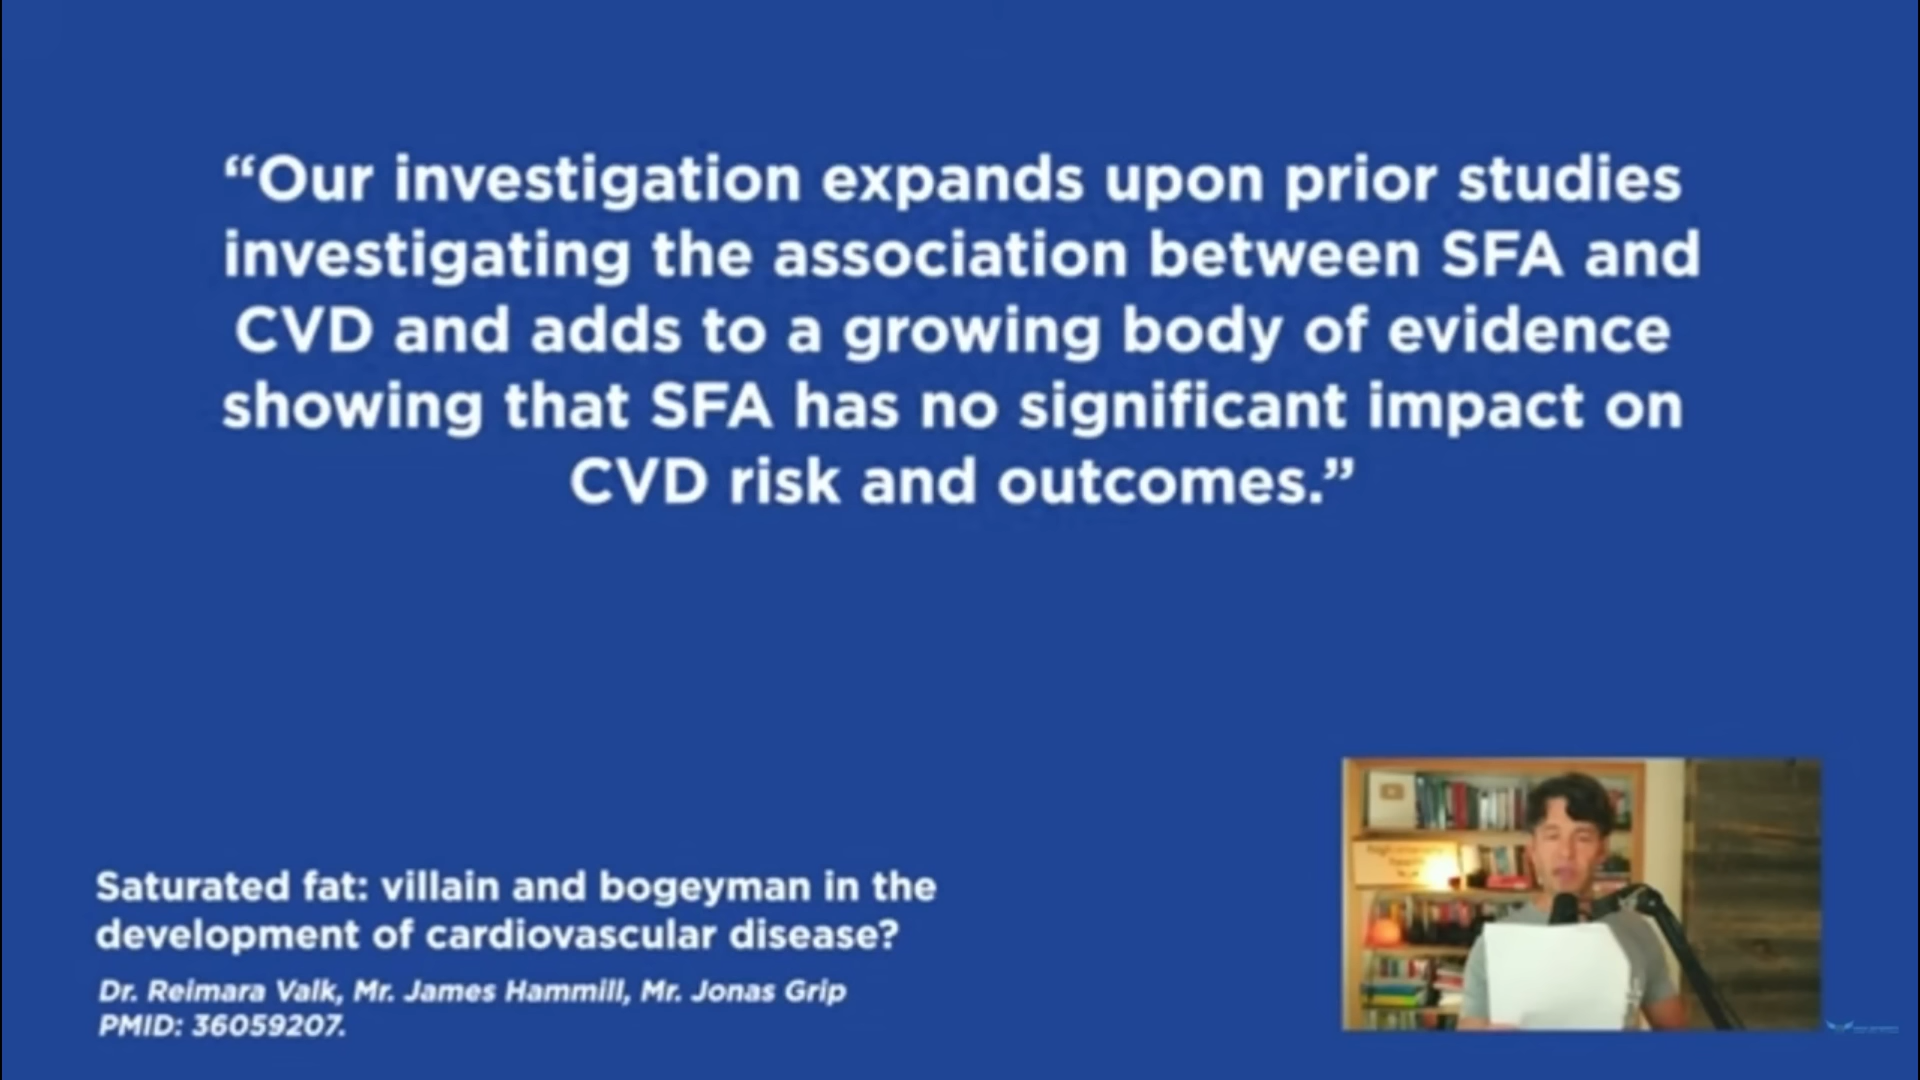 “Our investigation expands upon prior studies
investigating the association between SFA and
CVD and adds to a growing body of evidence
showing that SFA has no significant impact on
CVD risk and outcomes.”
Saturated fat: villain and bogeyman in the
development of cardiovascular disease?
Dr. Reimara Valk, Mr. James Hammill, Mr. Jonas Grip
PMID: 36059207.